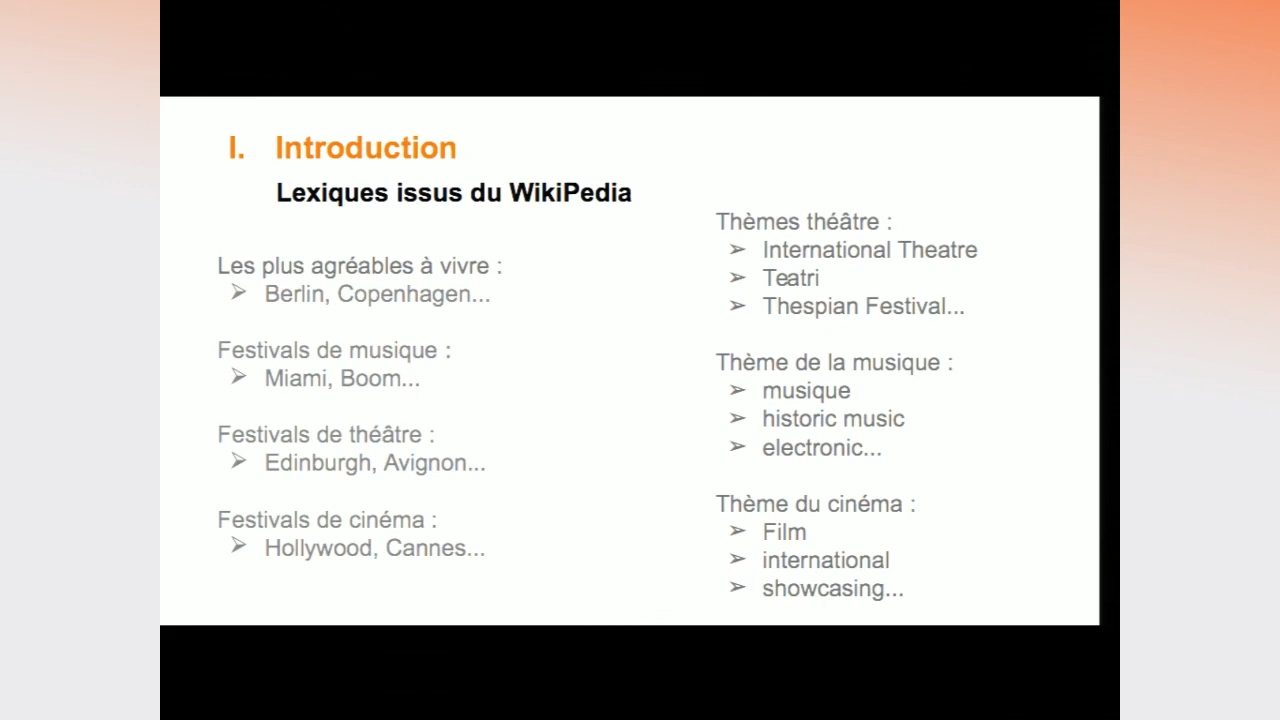 I. Introduction
Lexiques issus du WikiPedia
Les plus agréables à vivre :
➢ Berlin, Copenhagen...
Festivals de musique :
➢ Miami, Boom...
Festivals de théâtre :
➢ Edinburgh, Avignon...
Festivals de cinéma :
➢ Hollywood, Cannes...
Thèmes théâtre :
➢ International Theatre
➢ Teatri
➢ Thespian Festival...
Thème de la musique :
➢ musique
➢ historic music
➢ electronic...
Thème du cinéma :
➢ Film
➢ international
➢ showcasing...